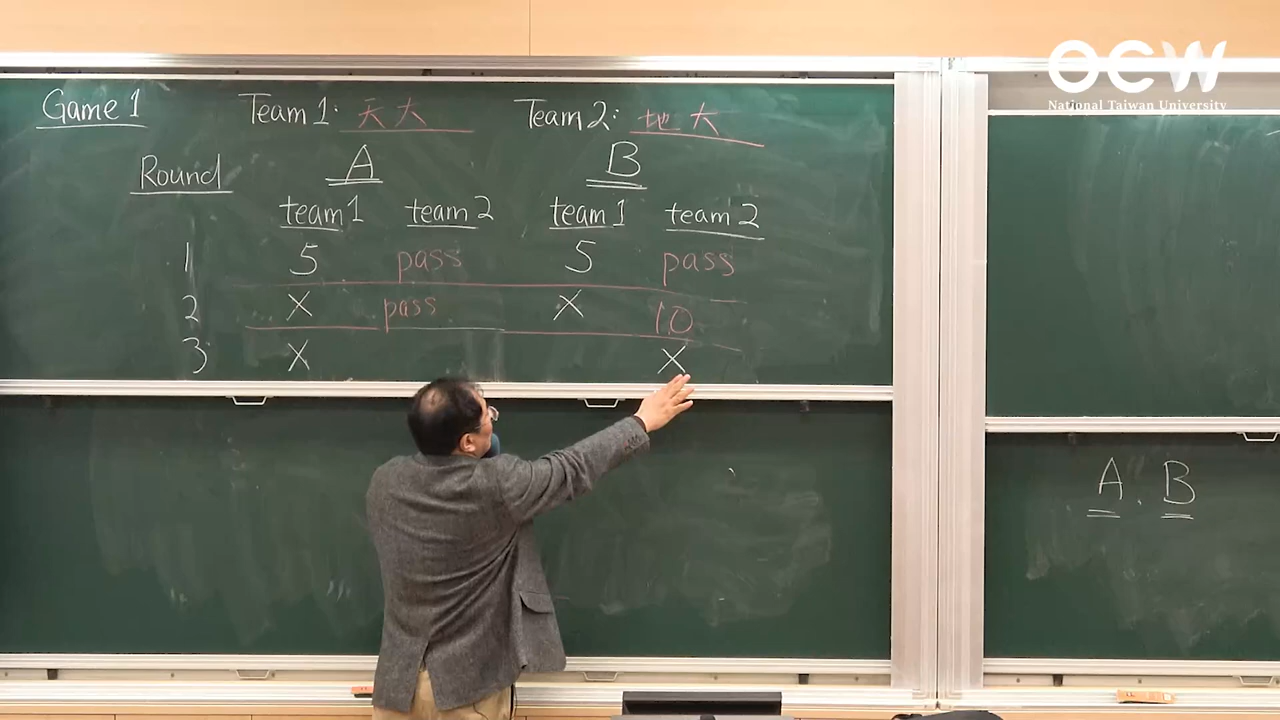 OCW
National Taiwan University
Game 1 Team 1: 天大 Team 2: 地大
Round A B
team 1 team 2 team 1 team 2
1 5 pass 5 pass
2 X pass X 10
3 X X
A. B